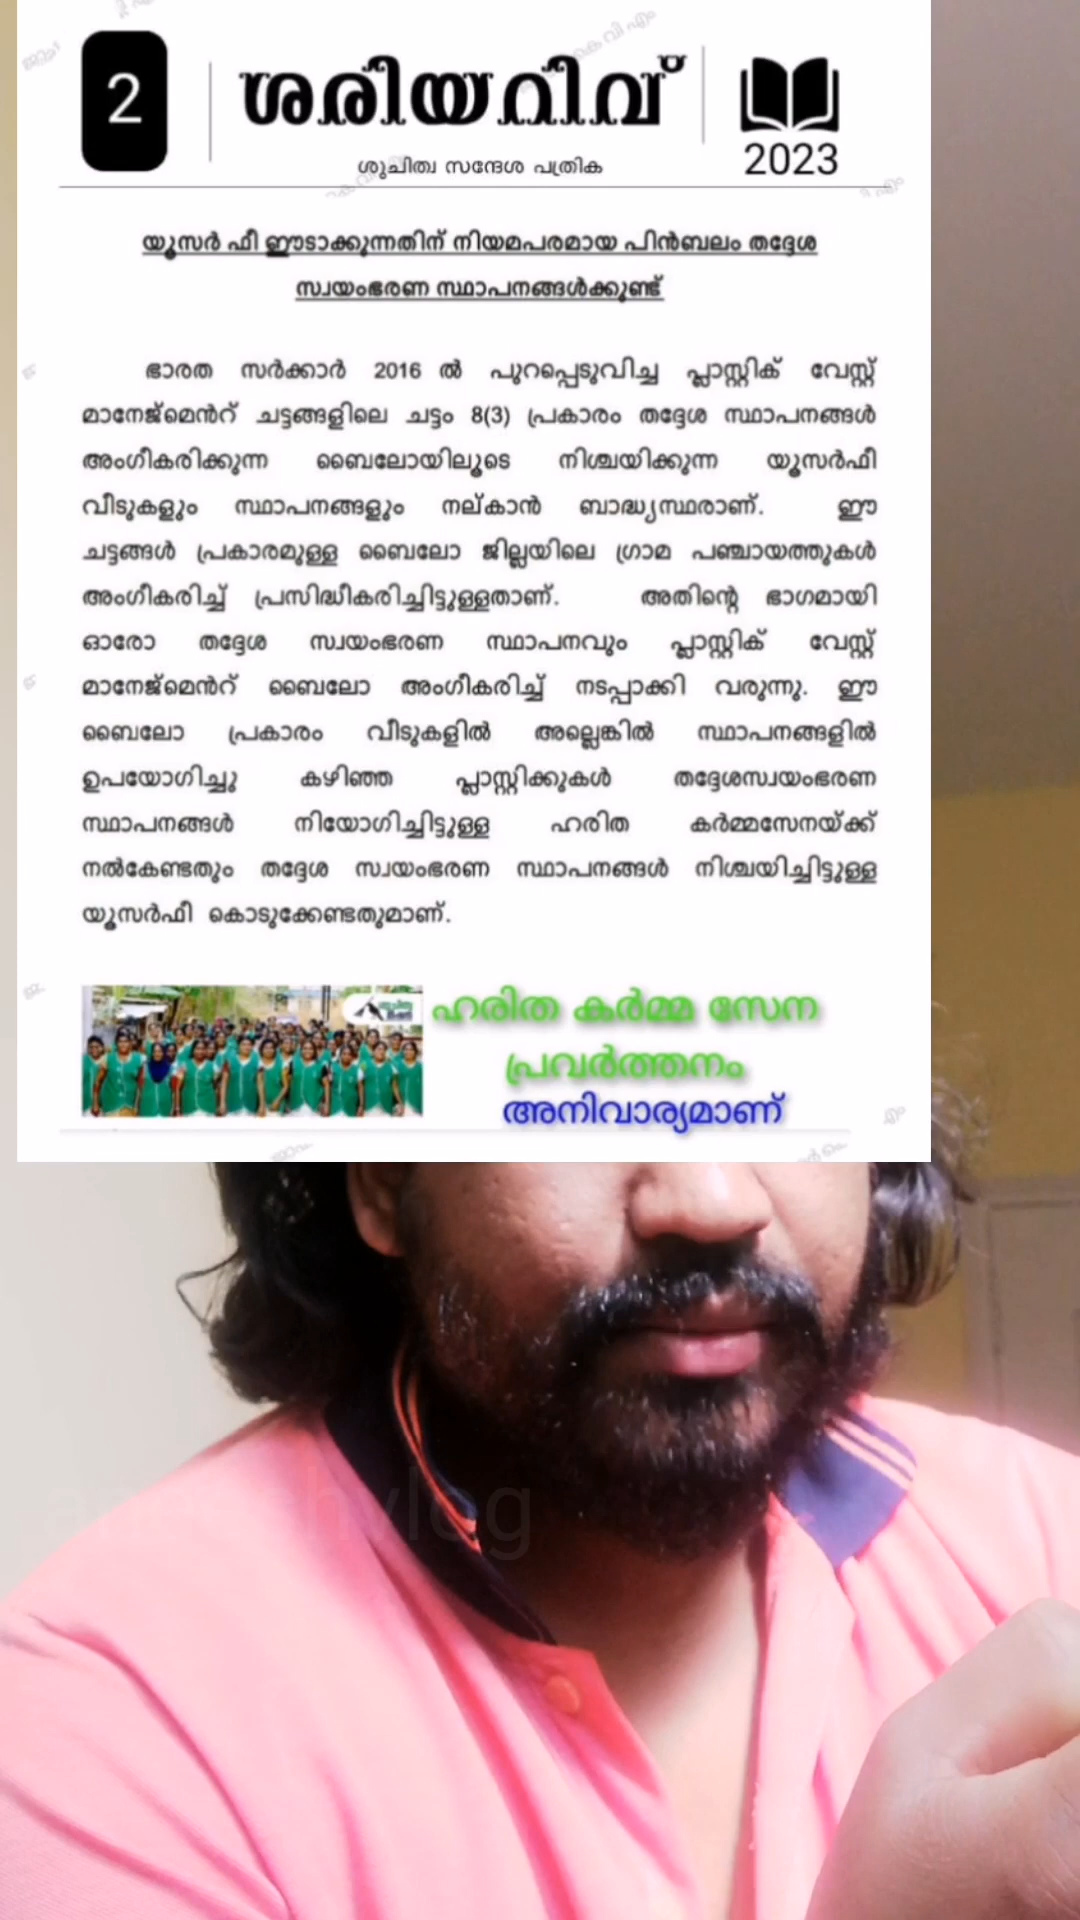 2
ശരിയറിവ്
2023
ശുചിത്വ സന്ദേശ പത്രിക
യൂസർ ഫീ ഈടാക്കുന്നതിന് നിയമപരമായ പിൻബലം തദ്ദേശ
സ്വയംഭരണ സ്ഥാപനങ്ങൾക്കുണ്ട്
ഭാരത സർക്കാർ 2016 ൽ പുറപ്പെടുവിച്ച പ്ലാസ്റ്റിക് വേസ്റ്റ്
മാനേജ്മെൻറ് ചട്ടങ്ങളിലെ ചട്ടം 8(3) പ്രകാരം തദ്ദേശ സ്ഥാപനങ്ങൾ
അംഗീകരിക്കുന്ന ബൈലോയിലൂടെ നിശ്ചയിക്കുന്ന യൂസർഫീ
വീടുകളും സ്ഥാപനങ്ങളും നല്കാൻ ബാദ്ധ്യസ്ഥരാണ്. ഈ
ചട്ടങ്ങൾ പ്രകാരമുള്ള ബൈലോ ജില്ലയിലെ ഗ്രാമ പഞ്ചായത്തുകൾ
അംഗീകരിച്ച് പ്രസിദ്ധീകരിച്ചിട്ടുള്ളതാണ്. അതിന്റെ ഭാഗമായി
ഓരോ തദ്ദേശ സ്വയംഭരണ സ്ഥാപനവും പ്ലാസ്റ്റിക് വേസ്റ്റ്
മാനേജ്മെൻറ് ബൈലോ അംഗീകരിച്ച് നടപ്പാക്കി വരുന്നു. ഈ
ബൈലോ പ്രകാരം വീടുകളിൽ അല്ലെങ്കിൽ സ്ഥാപനങ്ങളിൽ
ഉപയോഗിച്ചു കഴിഞ്ഞ പ്ലാസ്റ്റിക്കുകൾ തദ്ദേശസ്വയംഭരണ
സ്ഥാപനങ്ങൾ നിയോഗിച്ചിട്ടുള്ള ഹരിത കർമ്മസേനയ്ക്ക്
നൽകേണ്ടതും തദ്ദേശ സ്വയംഭരണ സ്ഥാപനങ്ങൾ നിശ്ചയിച്ചിട്ടുള്ള
യൂസർഫീ കൊടുക്കേണ്ടതുമാണ്.
ഹരിത കർമ്മ സേന
പ്രവർത്തനം
അനിവാര്യമാണ്